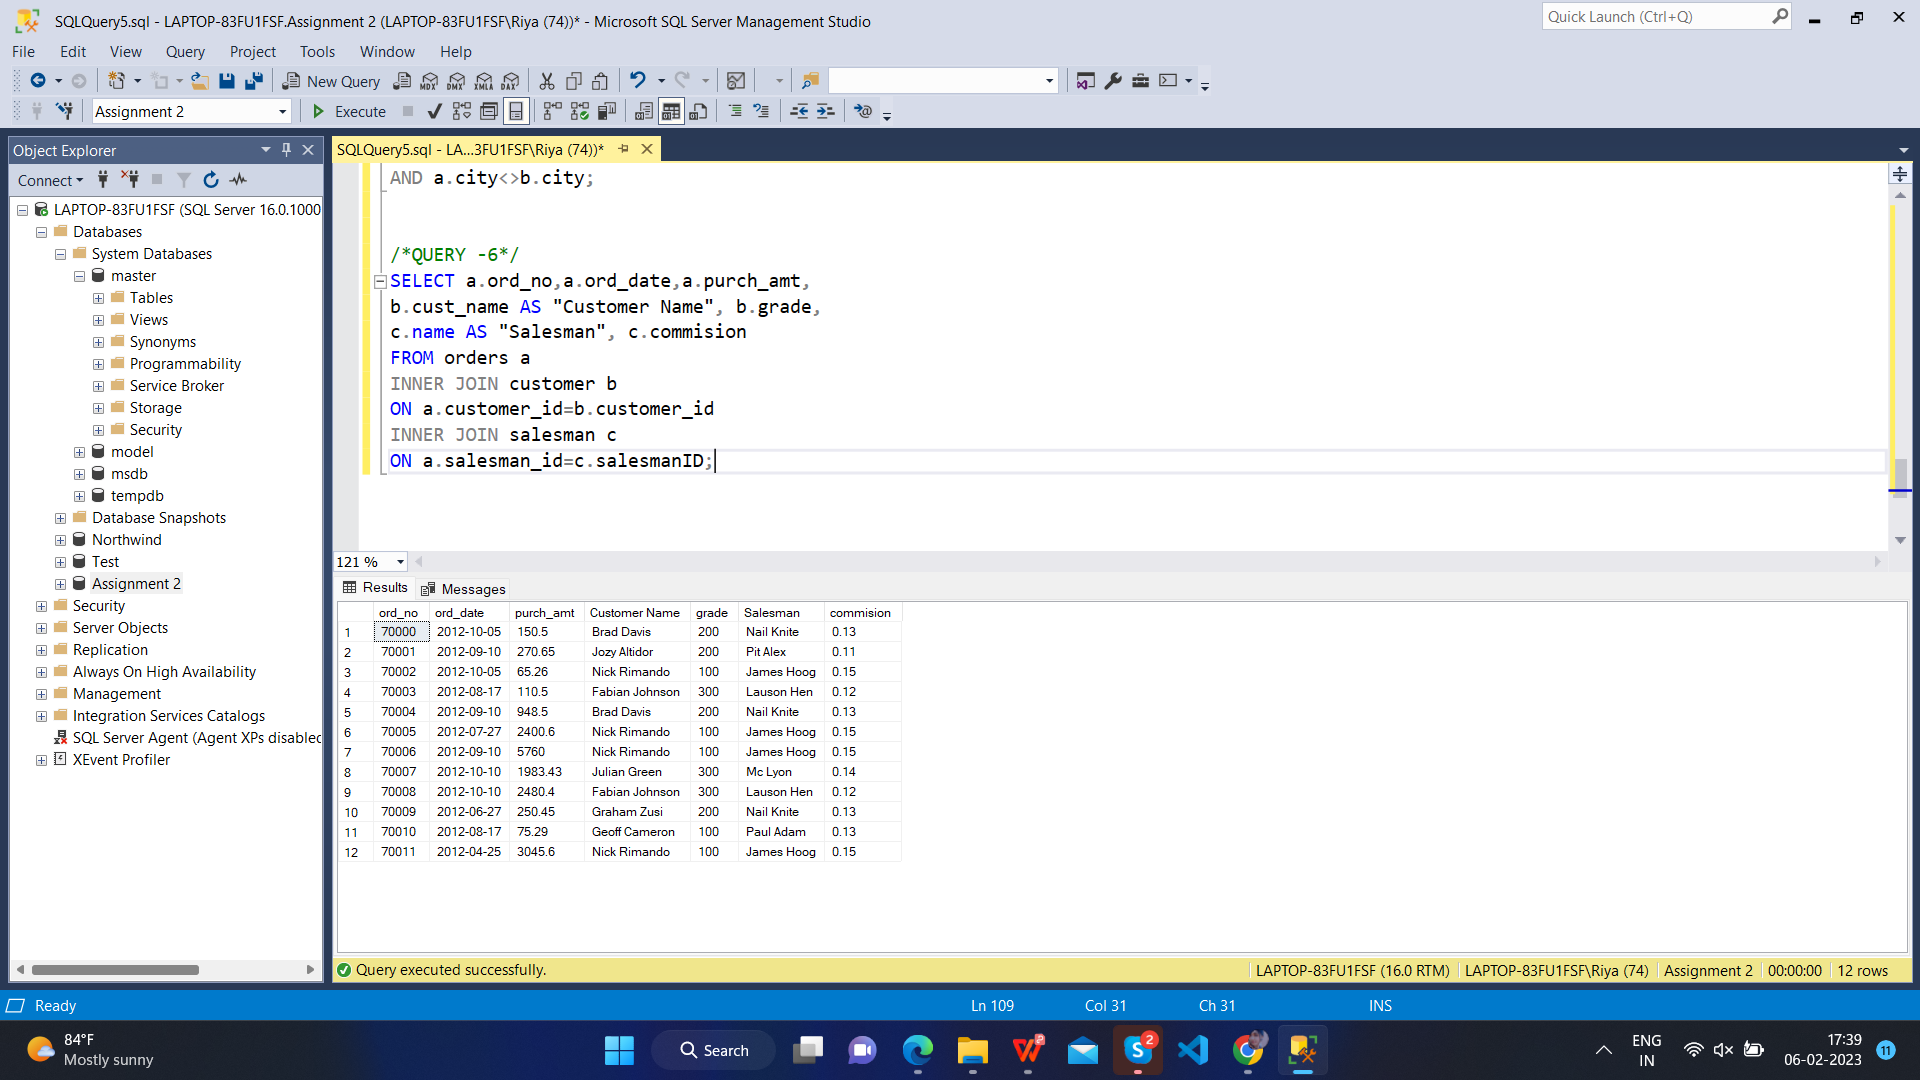 SQLQuery5.sql - LAPTOP-83FU1FSF.Assignment 2 (LAPTOP-83FU1FSF\Riya (74))* - Microsoft SQL Server Management Studio
Quick Launch (Ctrl+Q)
File Edit View Query Project Tools Window Help
New Query MDX DMX XMLA DAX
Assignment 2 Execute
Object Explorer
Connect
LAPTOP-83FU1FSF (SQL Server 16.0.1000
Databases
System Databases
master
Tables
Views
Synonyms
Programmability
Service Broker
Storage
Security
model
msdb
tempdb
Database Snapshots
Northwind
Test
Assignment 2
Security
Server Objects
Replication
Always On High Availability
Management
Integration Services Catalogs
SQL Server Agent (Agent XPs disabled
XEvent Profiler
SQLQuery5.sql - LA...3FU1FSF\Riya (74))*
AND a.city<>b.city;
/*QUERY -6*/
SELECT a.ord_no,a.ord_date,a.purch_amt,
b.cust_name AS "Customer Name", b.grade,
c.name AS "Salesman", c.commision
FROM orders a
INNER JOIN customer b
ON a.customer_id=b.customer_id
INNER JOIN salesman c
ON a.salesman_id=c.salesmanID;
121 %
Results Messages
ord_no ord_date purch_amt Customer Name grade Salesman commision
1 70000 2012-10-05 150.5 Brad Davis 200 Nail Knite 0.13
2 70001 2012-09-10 270.65 Jozy Altidor 200 Pit Alex 0.11
3 70002 2012-10-05 65.26 Nick Rimando 100 James Hoog 0.15
4 70003 2012-08-17 110.5 Fabian Johnson 300 Lauson Hen 0.12
5 70004 2012-09-10 948.5 Brad Davis 200 Nail Knite 0.13
6 70005 2012-07-27 2400.6 Nick Rimando 100 James Hoog 0.15
7 70006 2012-09-10 5760 Nick Rimando 100 James Hoog 0.15
8 70007 2012-10-10 1983.43 Julian Green 300 Mc Lyon 0.14
9 70008 2012-10-10 2480.4 Fabian Johnson 300 Lauson Hen 0.12
10 70009 2012-06-27 250.45 Graham Zusi 200 Nail Knite 0.13
11 70010 2012-08-17 75.29 Geoff Cameron 100 Paul Adam 0.13
12 70011 2012-04-25 3045.6 Nick Rimando 100 James Hoog 0.15
Query executed successfully.
LAPTOP-83FU1FSF (16.0 RTM) LAPTOP-83FU1FSF\Riya (74) Assignment 2 00:00:00 12 rows
Ready Ln 109 Col 31 Ch 31 INS
84°F
Mostly sunny
Search
2
ENG
IN
17:39
06-02-2023
11